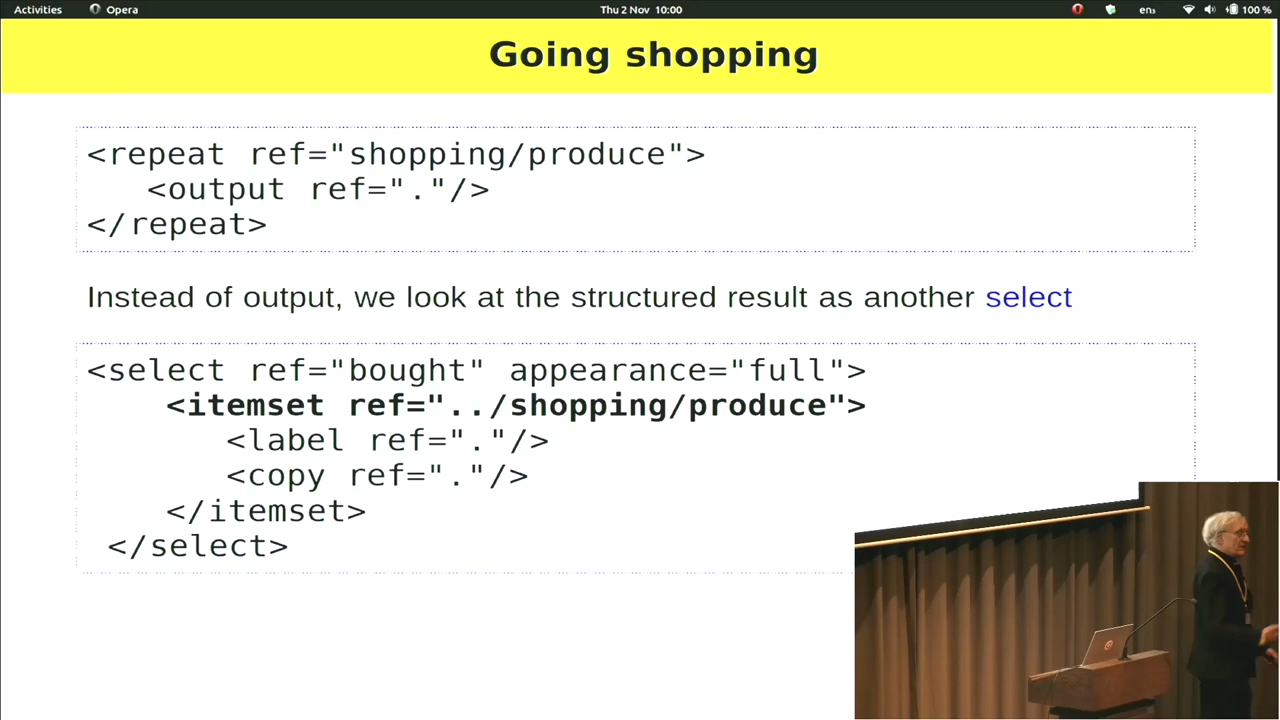 Activities Opera Thu 2 Nov 10:00 en₃ 100 %
Going shopping
<repeat ref="shopping/produce">
<output ref="."/>
</repeat>
Instead of output, we look at the structured result as another select
<select ref="bought" appearance="full">
<itemset ref="../shopping/produce">
<label ref="."/>
<copy ref="."/>
</itemset>
</select>